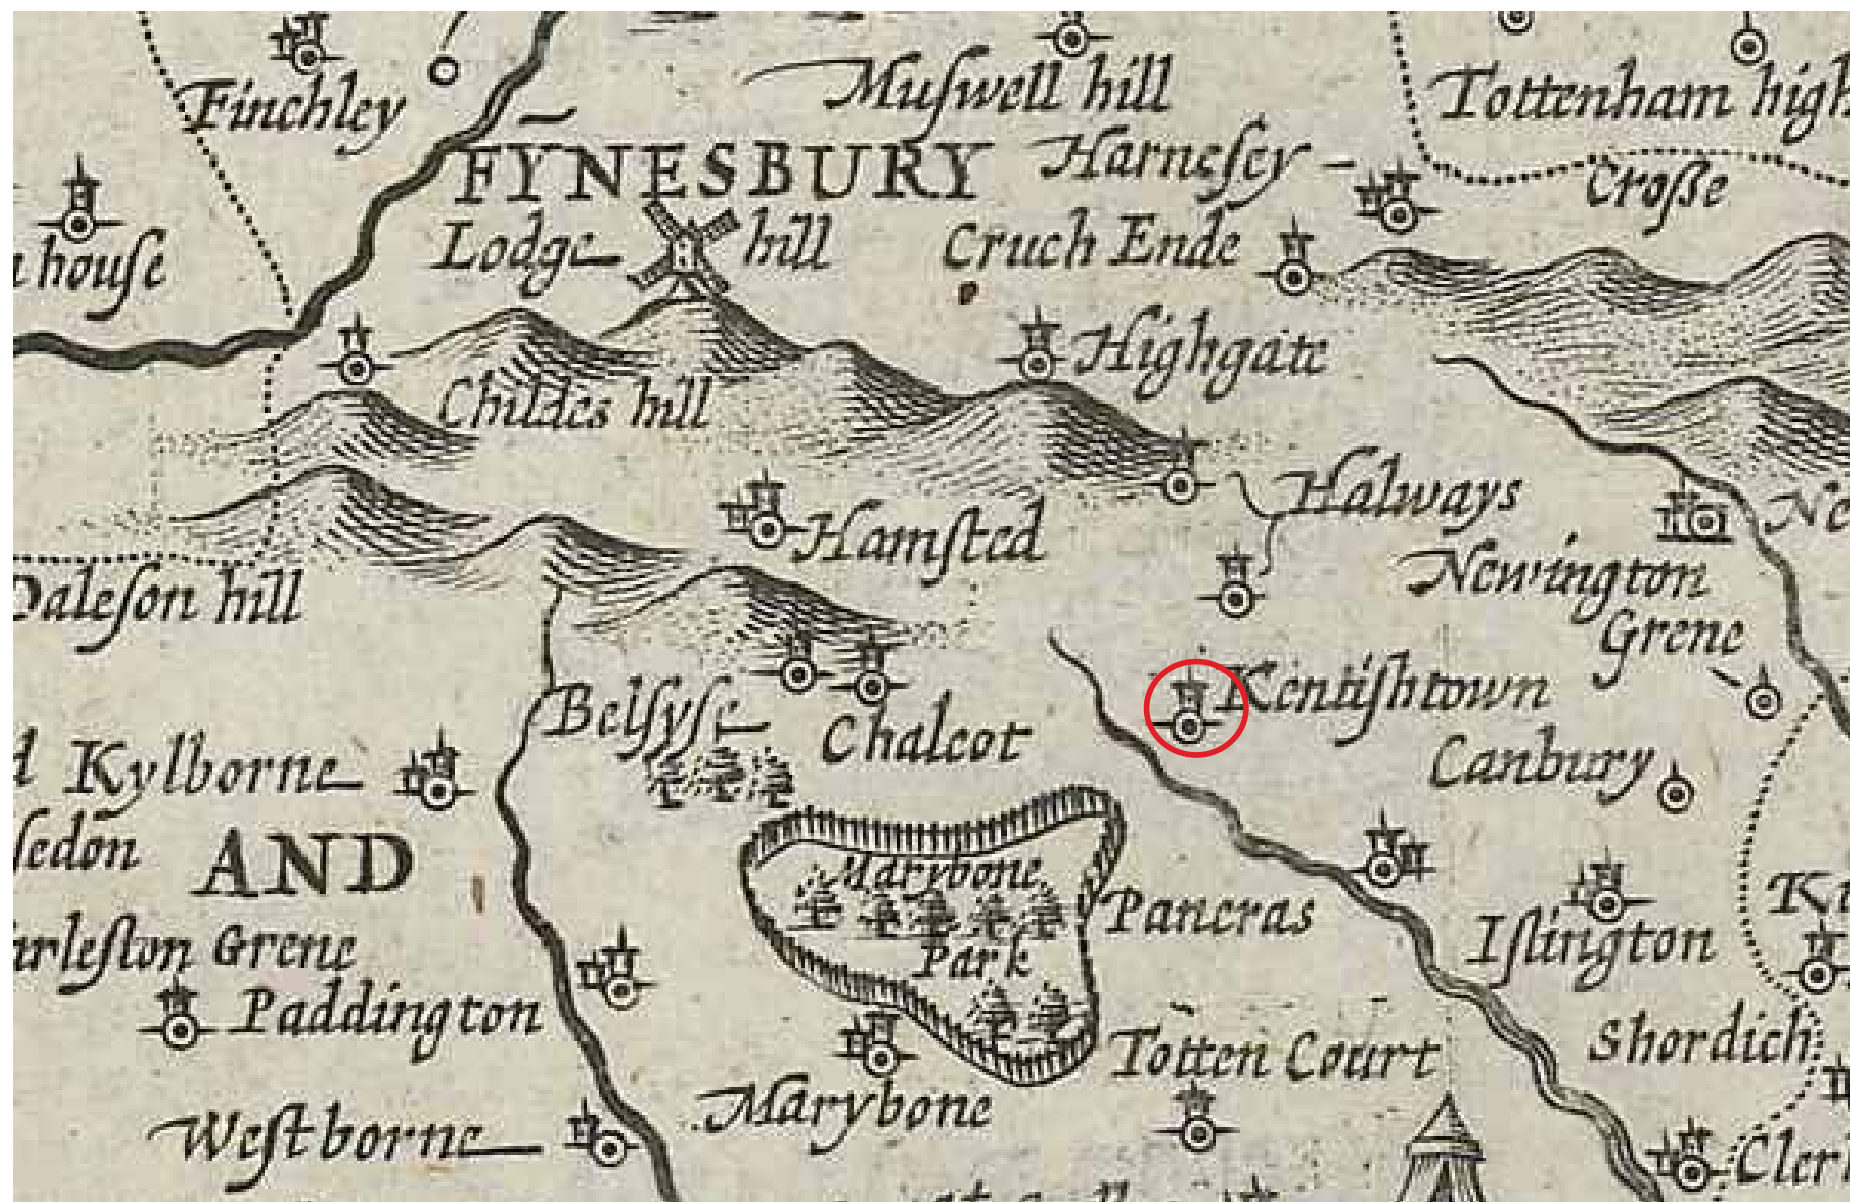 Finchley
Muſwell hill
Tottenham high
Croſſe
FYNESBURY
Harneſey
Lodge hill
Cruch Ende
houſe
Highgate
Childes hill
Halways
Hamſted
Newington
Grene
Daleſon hill
Kentiſhtown
Belſyſe
Chalcot
Canbury
Kylborne
AND
Marybone
Park
Pancras
Iſlington
Grene
Paddington
Totten Court
Shordich
Marybone
Weſtborne